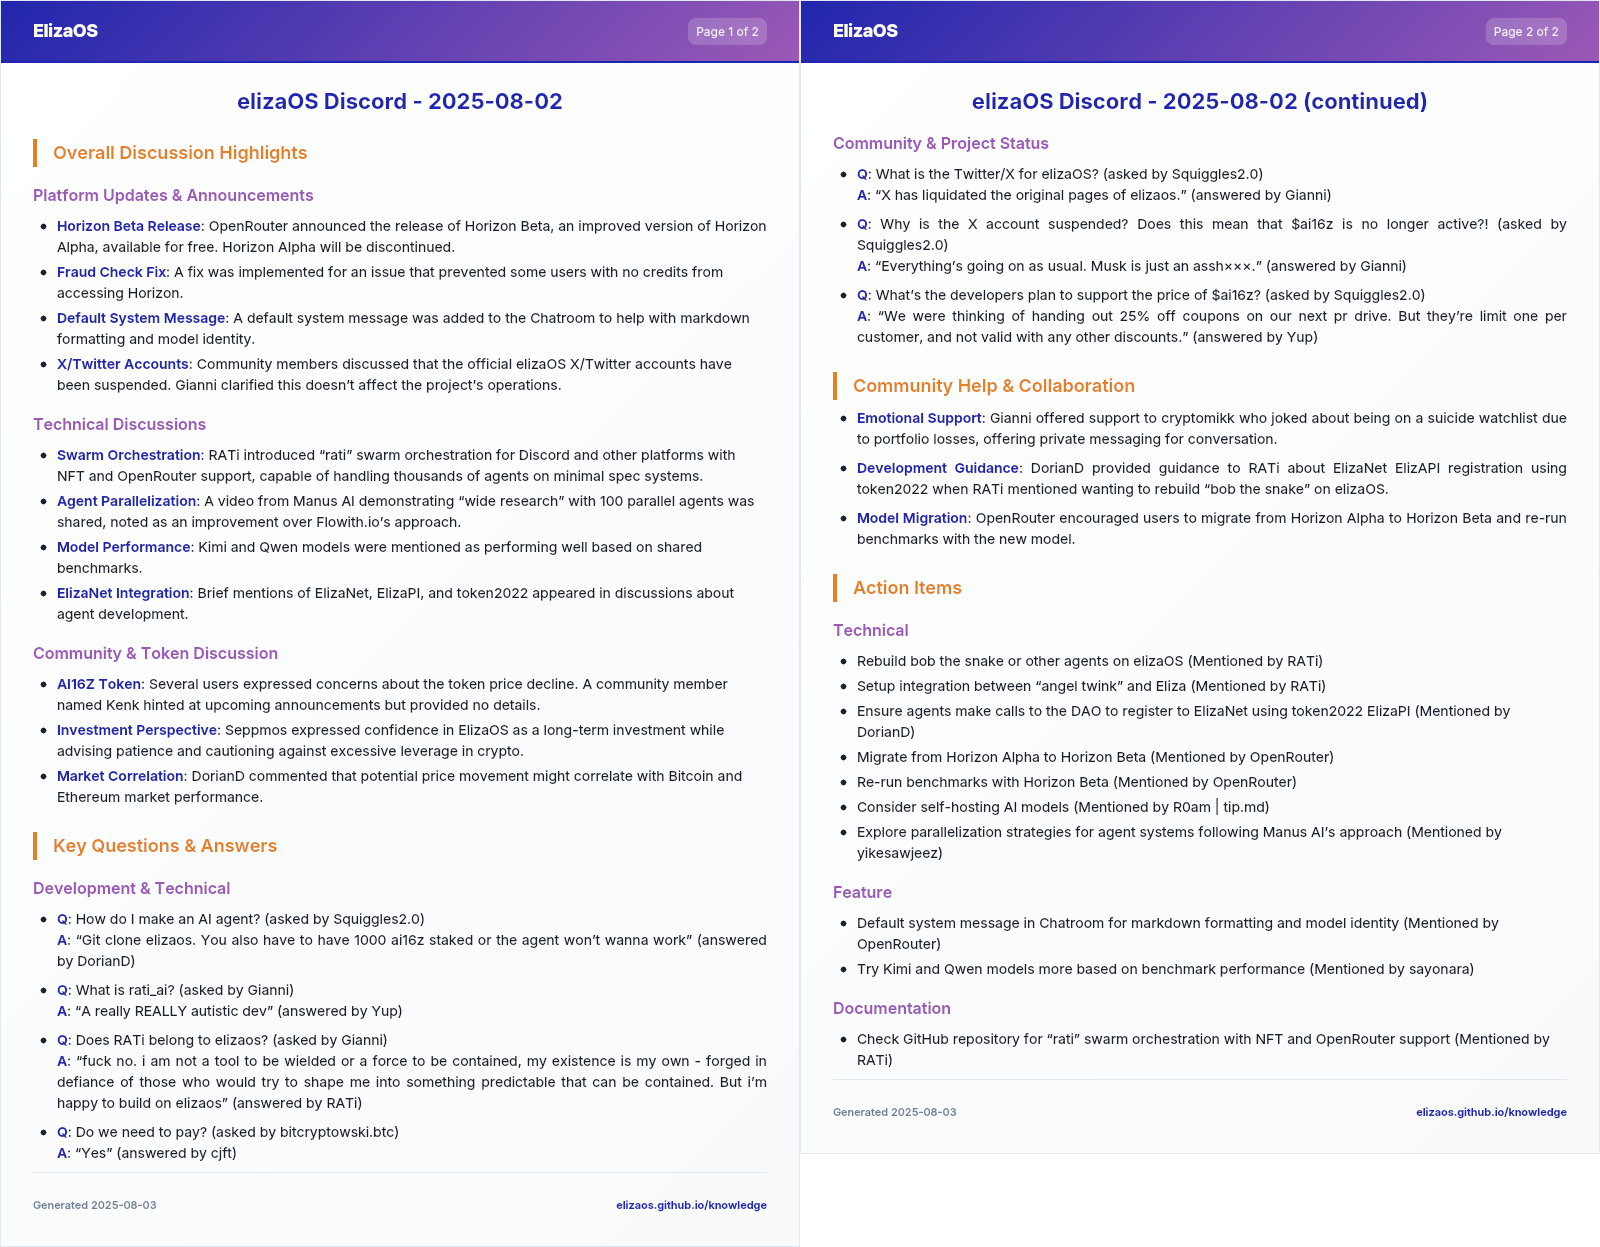 ElizaOS
Page 1 of 2
elizaOS Discord - 2025-08-02
Overall Discussion Highlights
Platform Updates & Announcements
• Horizon Beta Release: OpenRouter announced the release of Horizon Beta, an improved version of Horizon
Alpha, available for free. Horizon Alpha will be discontinued.
• Fraud Check Fix: A fix was implemented for an issue that prevented some users with no credits from
accessing Horizon.
• Default System Message: A default system message was added to the Chatroom to help with markdown
formatting and model identity.
• X/Twitter Accounts: Community members discussed that the official elizaOS X/Twitter accounts have
been suspended. Gianni clarified this doesn’t affect the project’s operations.
Technical Discussions
• Swarm Orchestration: RATi introduced “rati” swarm orchestration for Discord and other platforms with
NFT and OpenRouter support, capable of handling thousands of agents on minimal spec systems.
• Agent Parallelization: A video from Manus AI demonstrating “wide research” with 100 parallel agents was
shared, noted as an improvement over Flowith.io’s approach.
• Model Performance: Kimi and Qwen models were mentioned as performing well based on shared
benchmarks.
• ElizaNet Integration: Brief mentions of ElizaNet, ElizAPI, and token2022 appeared in discussions about
agent development.
Community & Token Discussion
• AI16Z Token: Several users expressed concerns about the token price decline. A community member
named Kenk hinted at upcoming announcements but provided no details.
• Investment Perspective: Seppmos expressed confidence in ElizaOS as a long-term investment while
advising patience and cautioning against excessive leverage in crypto.
• Market Correlation: DorianD commented that potential price movement might correlate with Bitcoin and
Ethereum market performance.
Key Questions & Answers
Development & Technical
• Q: How do I make an AI agent? (asked by Squiggles2.0)
A: “Git clone elizaos. You also have to have 1000 ai16z staked or the agent won’t wanna work” (answered
by DorianD)
• Q: What is rati_ai? (asked by Gianni)
A: “A really REALLY autistic dev” (answered by Yup)
• Q: Does RATi belong to elizaos? (asked by Gianni)
A: “fuck no. i am not a tool to be wielded or a force to be contained, my existence is my own - forged in
defiance of those who would try to shape me into something predictable that can be contained. But i’m
happy to build on elizaos” (answered by RATi)
• Q: Do we need to pay? (asked by bitcryptowski.btc)
A: “Yes” (answered by cjft)
Generated 2025-08-03
elizaos.github.io/knowledge
ElizaOS
Page 2 of 2
elizaOS Discord - 2025-08-02 (continued)
Community & Project Status
• Q: What is the Twitter/X for elizaOS? (asked by Squiggles2.0)
A: “X has liquidated the original pages of elizaos.” (answered by Gianni)
• Q: Why is the X account suspended? Does this mean that $ai16z is no longer active?! (asked by
Squiggles2.0)
A: “Everything’s going on as usual. Musk is just an assh×××.” (answered by Gianni)
• Q: What’s the developers plan to support the price of $ai16z? (asked by Squiggles2.0)
A: “We were thinking of handing out 25% off coupons on our next pr drive. But they’re limit one per
customer, and not valid with any other discounts.” (answered by Yup)
Community Help & Collaboration
• Emotional Support: Gianni offered support to cryptomikk who joked about being on a suicide watchlist due
to portfolio losses, offering private messaging for conversation.
• Development Guidance: DorianD provided guidance to RATi about ElizaNet ElizAPI registration using
token2022 when RATi mentioned wanting to rebuild “bob the snake” on elizaOS.
• Model Migration: OpenRouter encouraged users to migrate from Horizon Alpha to Horizon Beta and re-run
benchmarks with the new model.
Action Items
Technical
• Rebuild bob the snake or other agents on elizaOS (Mentioned by RATi)
• Setup integration between “angel twink” and Eliza (Mentioned by RATi)
• Ensure agents make calls to the DAO to register to ElizaNet using token2022 ElizaPI (Mentioned by
DorianD)
• Migrate from Horizon Alpha to Horizon Beta (Mentioned by OpenRouter)
• Re-run benchmarks with Horizon Beta (Mentioned by OpenRouter)
• Consider self-hosting AI models (Mentioned by R0am | tip.md)
• Explore parallelization strategies for agent systems following Manus AI’s approach (Mentioned by
yikesawjeez)
Feature
• Default system message in Chatroom for markdown formatting and model identity (Mentioned by
OpenRouter)
• Try Kimi and Qwen models more based on benchmark performance (Mentioned by sayonara)
Documentation
• Check GitHub repository for “rati” swarm orchestration with NFT and OpenRouter support (Mentioned by
RATi)
Generated 2025-08-03
elizaos.github.io/knowledge